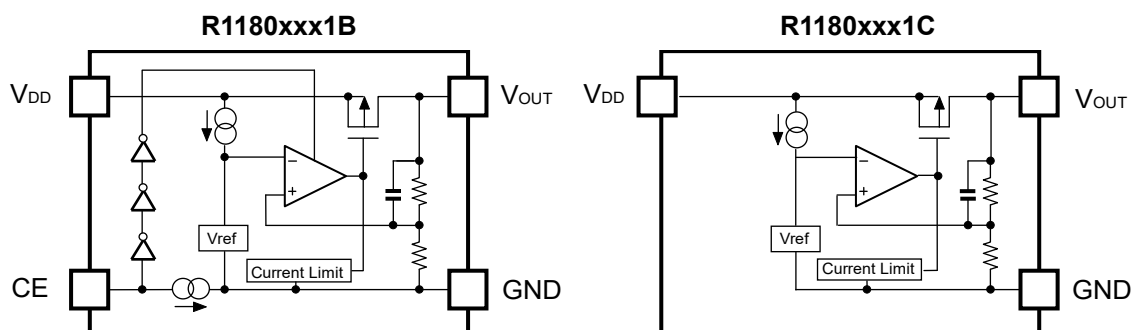 R1180xxx1B
VDD
VOUT
−
+
Vref
Current Limit
CE
GND
R1180xxx1C
VDD
VOUT
−
+
Vref
Current Limit
GND